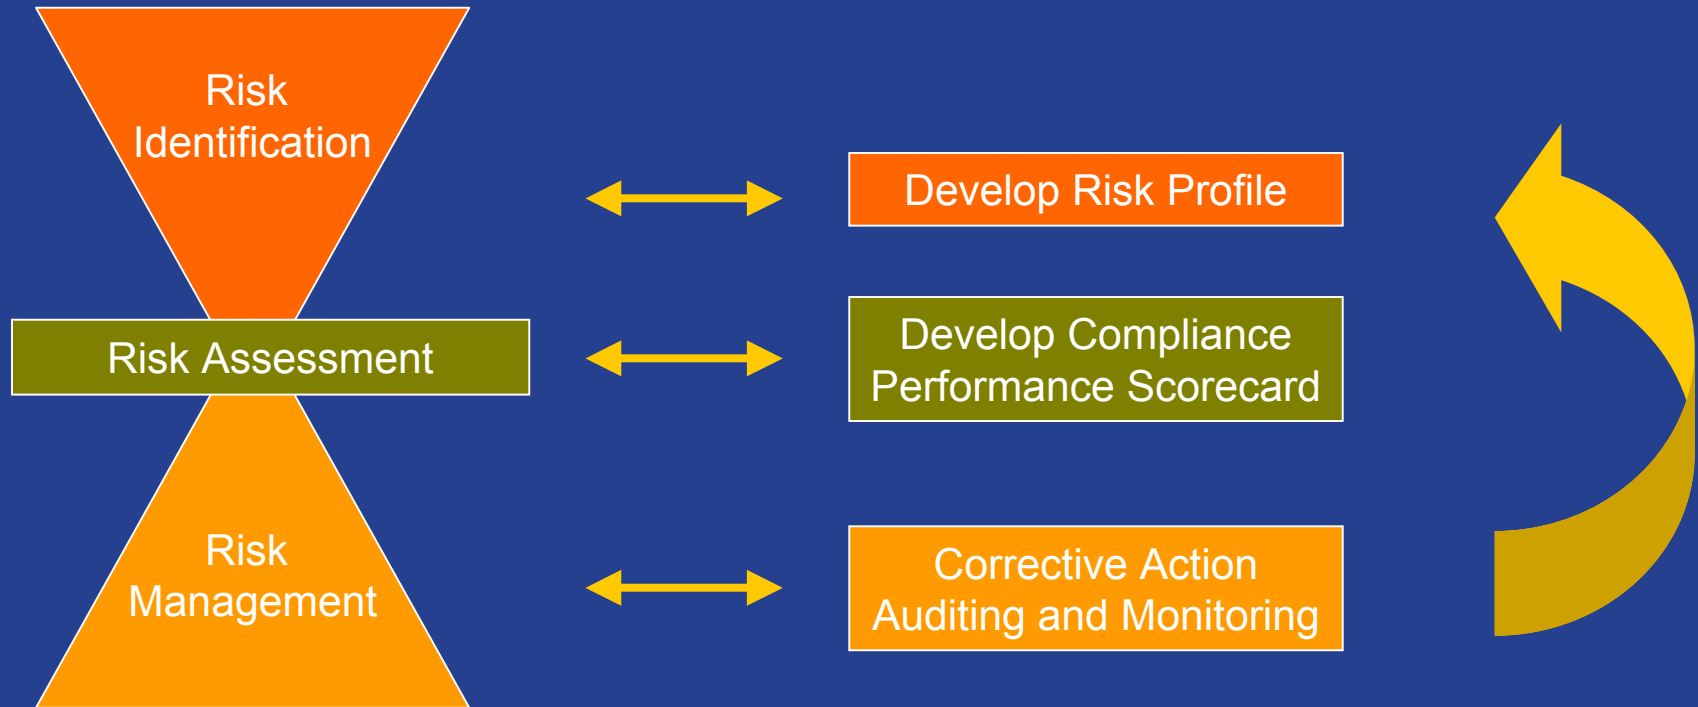 Risk
Identification
Develop Risk Profile
Risk Assessment
Develop Compliance
Performance Scorecard
Risk
Management
Corrective Action
Auditing and Monitoring